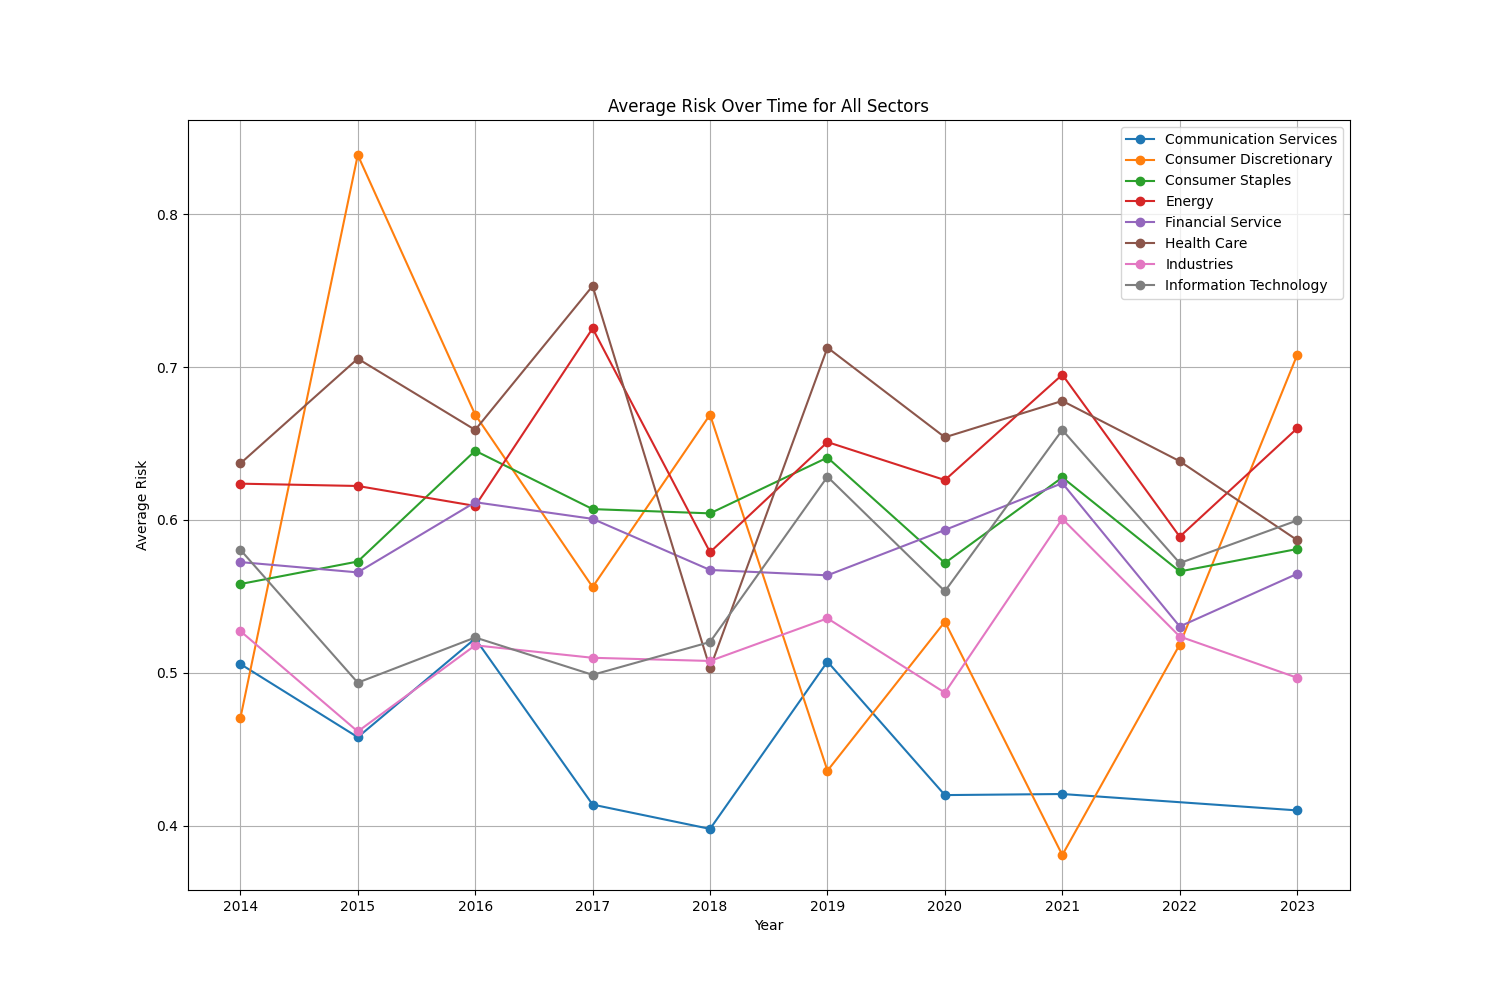 Average Risk Over Time for All Sectors
Communication Services
Consumer Discretionary
Consumer Staples
Energy
Financial Service
Health Care
Industries
Information Technology
0.8
0.7
0.6
0.5
0.4
Average Risk
2014 2015 2016 2017 2018 2019 2020 2021 2022 2023
Year